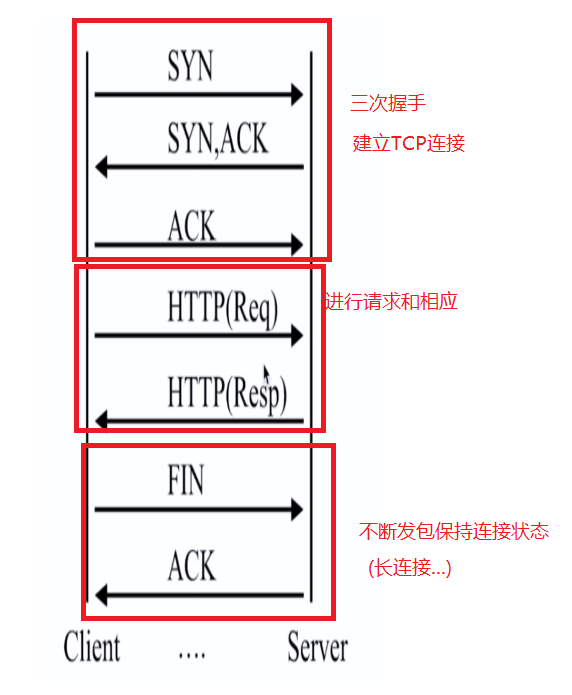 SYN
三次握手
SYN,ACK
建立TCP连接
ACK
HTTP(Req)
进行请求和相应
HTTP(Resp)
FIN
不断发包保持连接状态
ACK
(长连接...)
Client .... Server